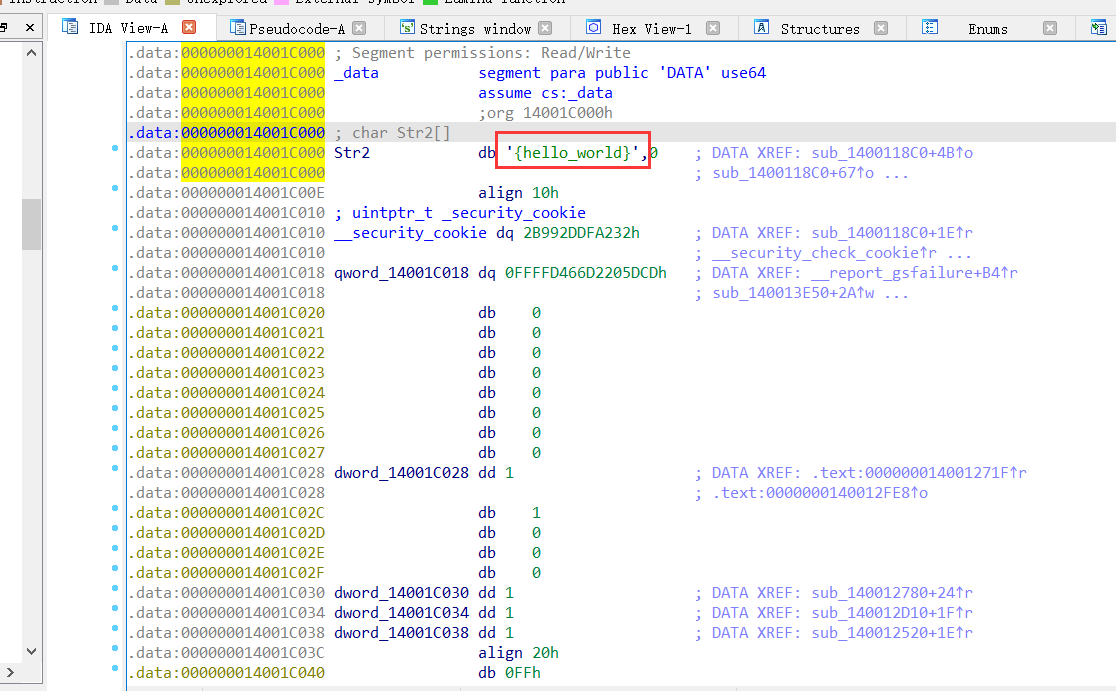 Instruction Data Unexplored External symbol Lumina function
IDA View-A Pseudocode-A Strings window Hex View-1 Structures Enums
.data:000000014001C000 ; Segment permissions: Read/Write
.data:000000014001C000 _data segment para public 'DATA' use64
.data:000000014001C000 assume cs:_data
.data:000000014001C000 ;org 14001C000h
.data:000000014001C000 ; char Str2[]
.data:000000014001C000 Str2 db '{hello_world}',0 ; DATA XREF: sub_1400118C0+4B↑o
.data:000000014001C000 ; sub_1400118C0+67↑o ...
.data:000000014001C00E align 10h
.data:000000014001C010 ; uintptr_t _security_cookie
.data:000000014001C010 __security_cookie dq 2B992DDFA232h ; DATA XREF: sub_1400118C0+1E↑r
.data:000000014001C010 ; __security_check_cookie↑r ...
.data:000000014001C018 qword_14001C018 dq 0FFFFD466D2205DCDh ; DATA XREF: __report_gsfailure+B4↑r
.data:000000014001C018 ; sub_140013E50+2A↑w ...
.data:000000014001C020 db 0
.data:000000014001C021 db 0
.data:000000014001C022 db 0
.data:000000014001C023 db 0
.data:000000014001C024 db 0
.data:000000014001C025 db 0
.data:000000014001C026 db 0
.data:000000014001C027 db 0
.data:000000014001C028 dword_14001C028 dd 1 ; DATA XREF: .text:000000014001271F↑r
.data:000000014001C028 ; .text:0000000140012FE8↑o
.data:000000014001C02C db 1
.data:000000014001C02D db 0
.data:000000014001C02E db 0
.data:000000014001C02F db 0
.data:000000014001C030 dword_14001C030 dd 1 ; DATA XREF: sub_140012780+24↑r
.data:000000014001C034 dword_14001C034 dd 1 ; DATA XREF: sub_140012D10+1F↑r
.data:000000014001C038 dword_14001C038 dd 1 ; DATA XREF: sub_140012520+1E↑r
.data:000000014001C03C align 20h
.data:000000014001C040 db 0FFh